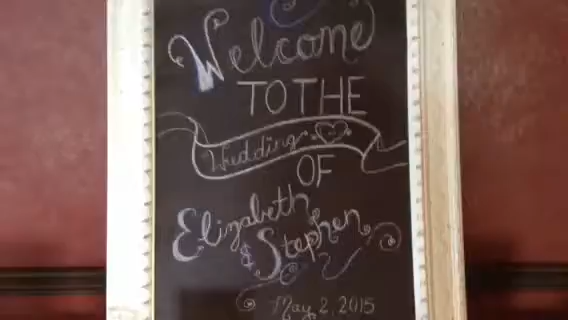 Welcome
TO THE
Wedding
OF
Elizabeth
& Stephen
May 2, 2015